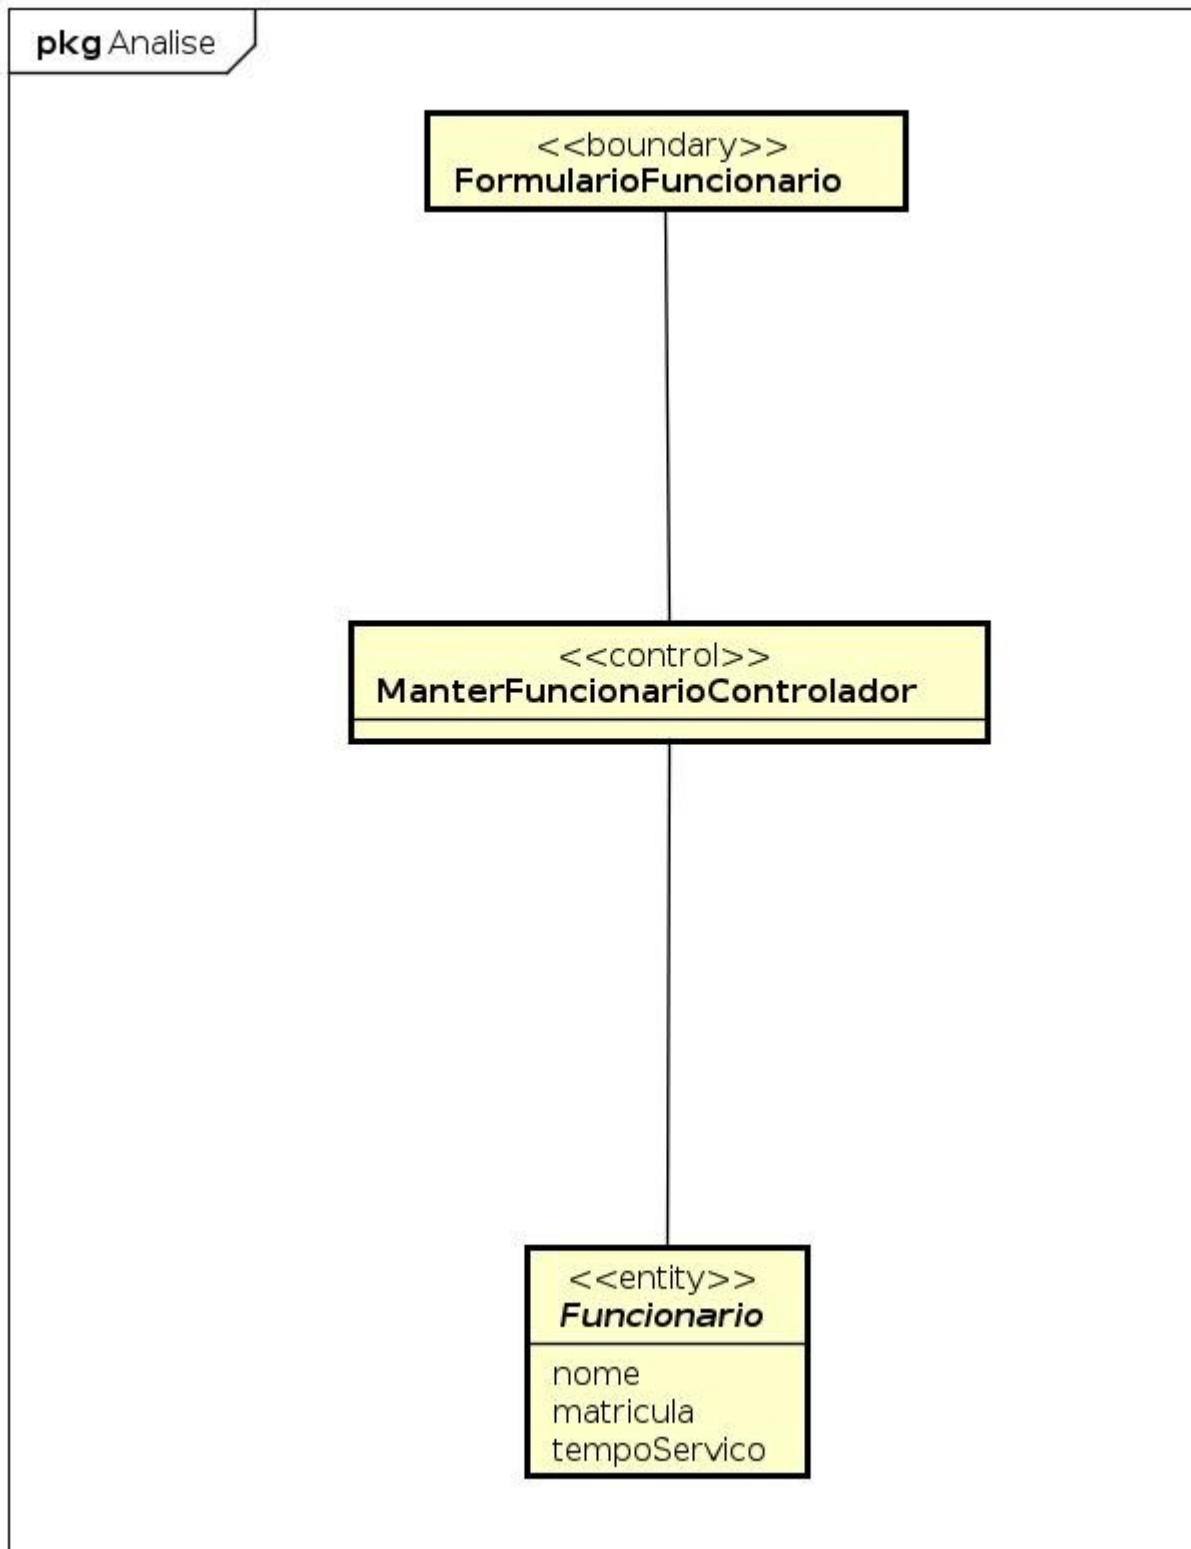 pkg Analise
<<boundary>>
FormularioFuncionario
<<control>>
ManterFuncionarioControlador
<<entity>>
Funcionario
nome
matricula
tempoServico